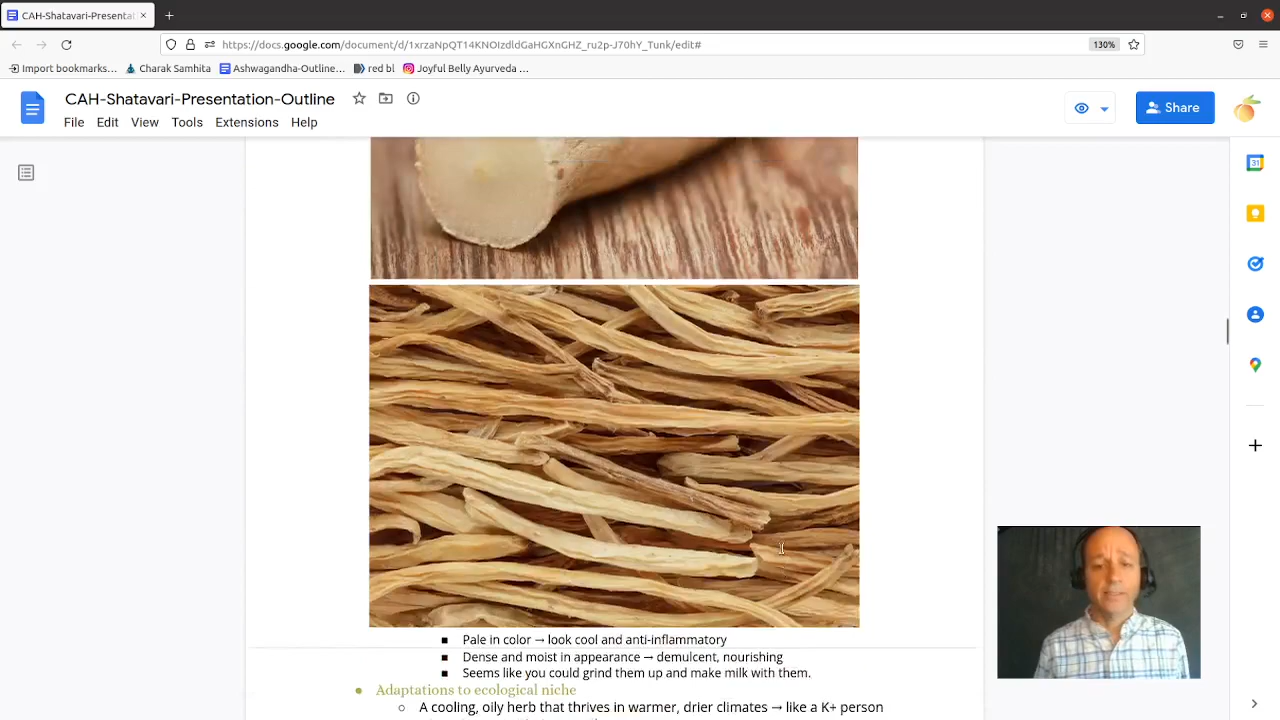 CAH-Shatavari-Presentat
https://docs.google.com/document/d/1xrzaNpQT14KNOIzdldGaHGXnGHZ_ru2p-J70hY_Tunk/edit#
130%
Import bookmarks...
Charak Samhita
Ashwagandha-Outline...
red bl
Joyful Belly Ayurveda ...
CAH-Shatavari-Presentation-Outline
File Edit View Tools Extensions Help
Share
31
■ Pale in color → look cool and anti-inflammatory
■ Dense and moist in appearance → demulcent, nourishing
■ Seems like you could grind them up and make milk with them.
● Adaptations to ecological niche
○ A cooling, oily herb that thrives in warmer, drier climates → like a K+ person